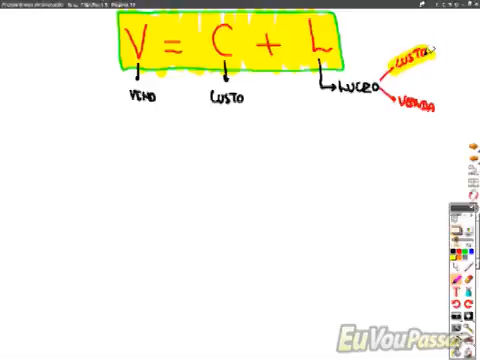 V = C + L
CUSTO
VEND
CUSTO
LUCRO
VENDA
EuVouPassar